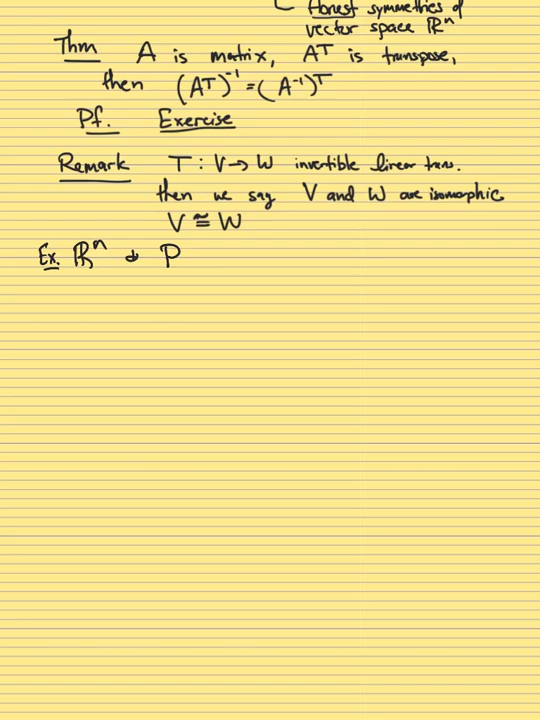 Honest symmetries of
vector space ℝⁿ
Thm A is matrix, AT is transpose,
then (AT)⁻¹ = (A⁻¹)ᵀ
Pf. Exercise
Remark T : V → W invertible linear trans.
then we say V and W are isomorphic
V ≅ W
Ex. ℝⁿ & P